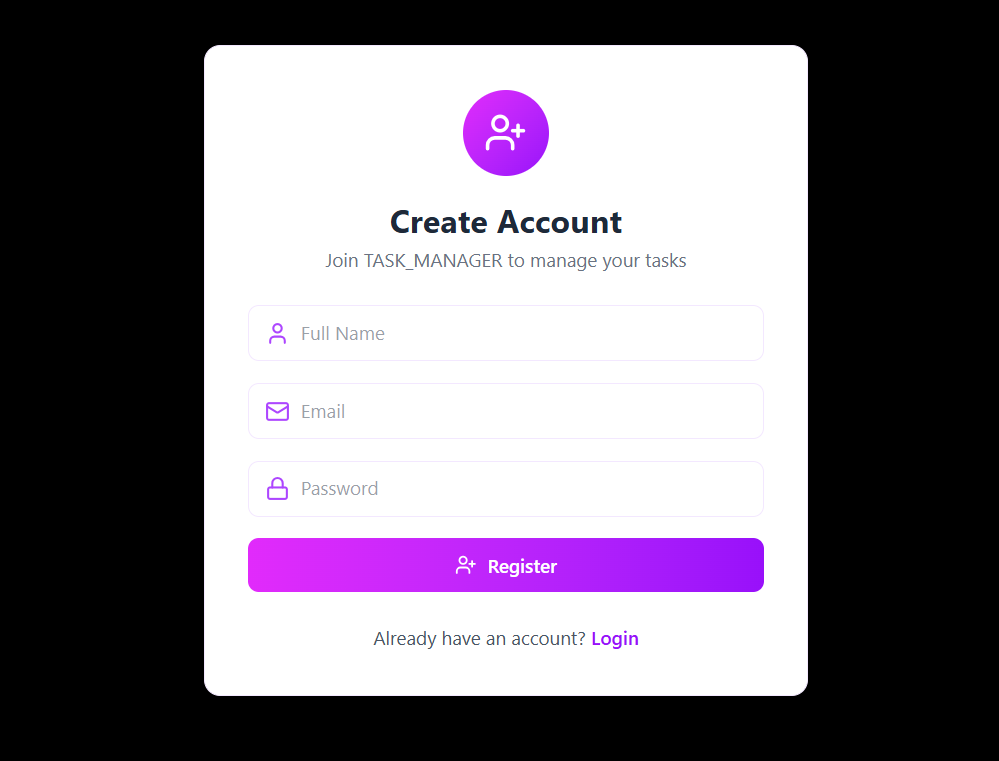 Create Account
Join TASK_MANAGER to manage your tasks
Full Name
Email
Password
Register
Already have an account? Login